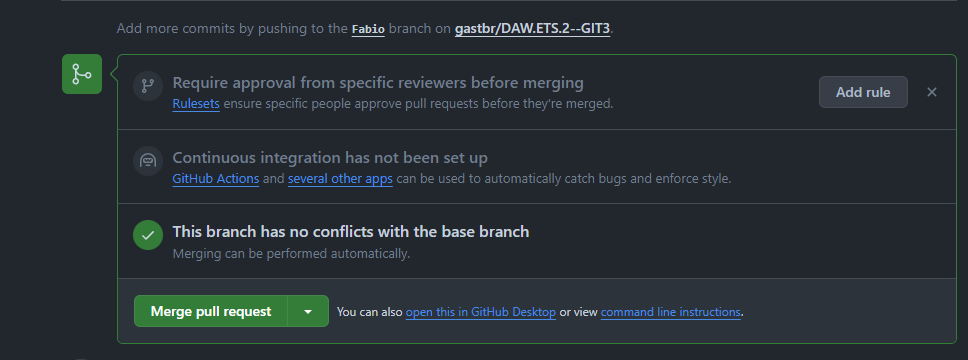 Add more commits by pushing to the Fabio branch on gastbr/DAW.ETS.2--GIT3.
Require approval from specific reviewers before merging
Rulesets ensure specific people approve pull requests before they're merged.
Add rule
Continuous integration has not been set up
GitHub Actions and several other apps can be used to automatically catch bugs and enforce style.
This branch has no conflicts with the base branch
Merging can be performed automatically.
Merge pull request
You can also open this in GitHub Desktop or view command line instructions.